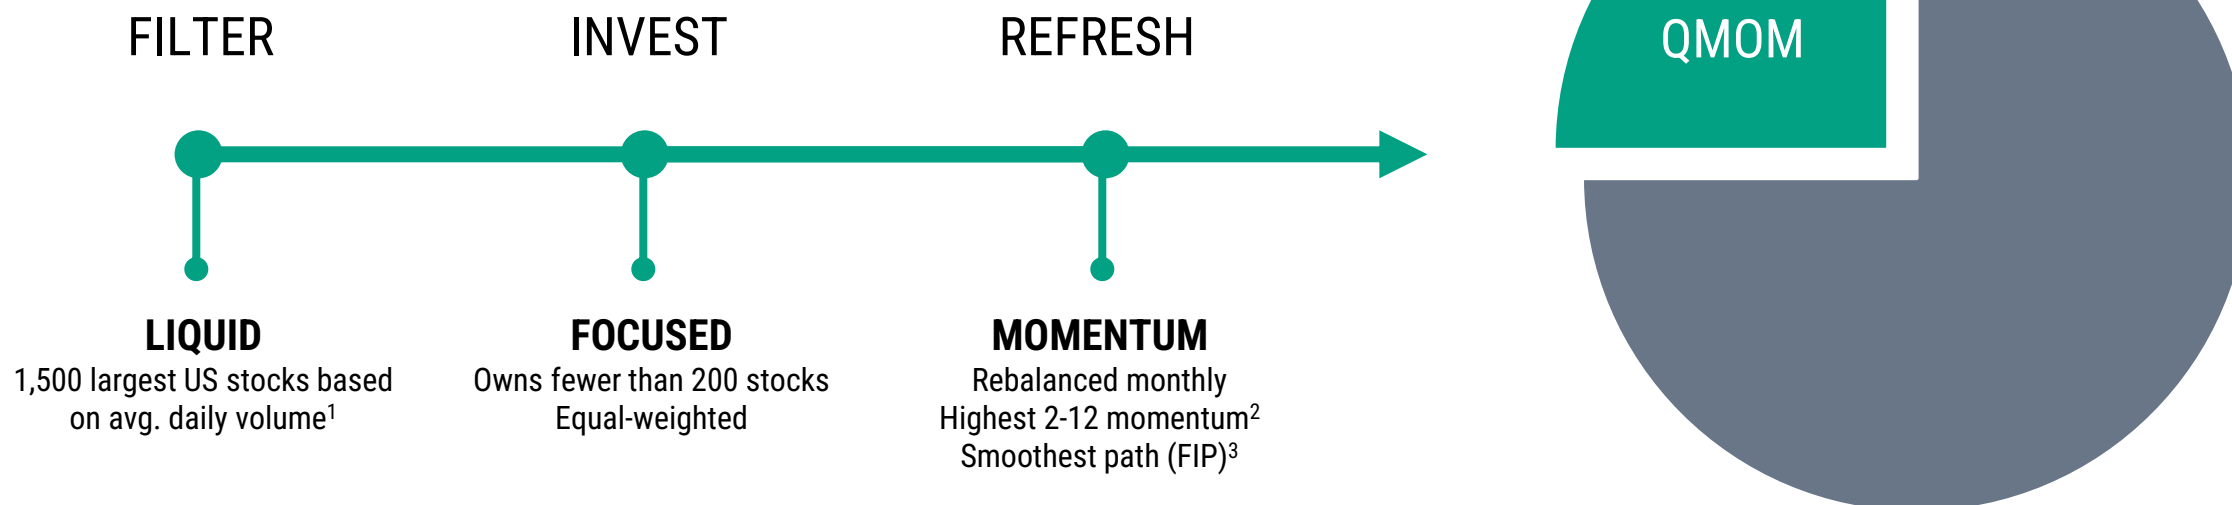 FILTER
INVEST
REFRESH
QMOM
LIQUID
1,500 largest US stocks based
on avg. daily volume¹
FOCUSED
Owns fewer than 200 stocks
Equal-weighted
MOMENTUM
Rebalanced monthly
Highest 2-12 momentum²
Smoothest path (FIP)³